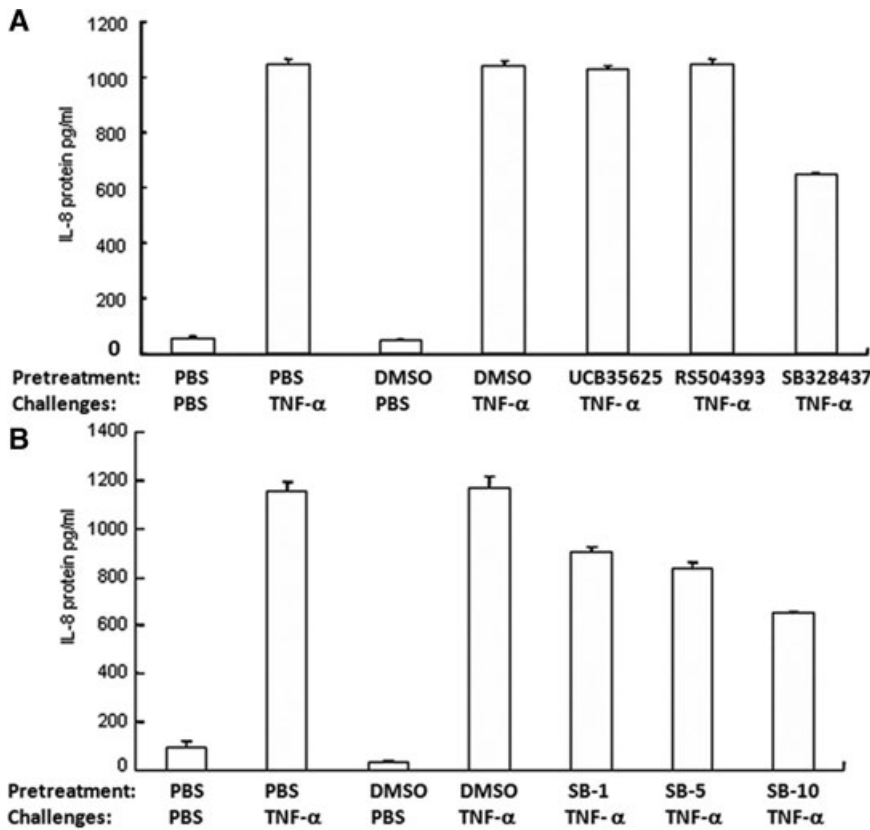 A
1200
1000
800
600
400
200
0
IL-8 protein pg/ml
Pretreatment: PBS PBS DMSO DMSO UCB35625 RS504393 SB328437
Challenges: PBS TNF-α PBS TNF-α TNF- α TNF-α TNF-α
B
1400
1200
1000
800
600
400
200
0
IL-8 protein pg/ml
Pretreatment: PBS PBS DMSO DMSO SB-1 SB-5 SB-10
Challenges: PBS TNF-α PBS TNF-α TNF- α TNF-α TNF-α